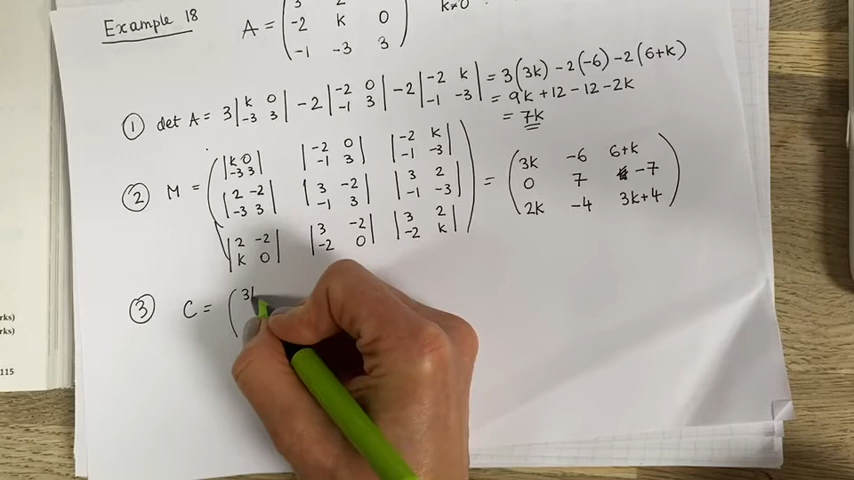 Example 18
A = ( 3 2
-2 k 0
-1 -3 3 )
k≠0
① det A = 3 |k 0 / -3 3| - 2 |-2 0 / -1 3| - 2 |-2 k / -1 -3| = 3(3k) - 2(-6) - 2(6+k)
= 9k + 12 - 12 - 2k
= 7k
② M = ( |k 0 / -3 3| |-2 0 / -1 3| |-2 k / -1 -3|
|2 -2 / -3 3| |3 -2 / -1 3| |3 2 / -1 -3|
|2 -2 / k 0| |3 -2 / -2 0| |3 2 / -2 k| )
= ( 3k -6 6+k
0 7 -7
2k -4 3k+4 )
③ C = ( 3k
ks)
rks)
115